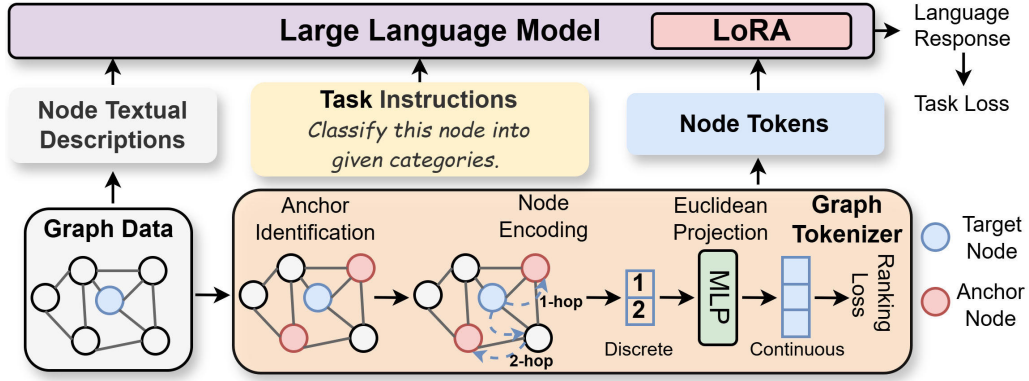 Large Language Model
LoRA
Language
Response
Task Loss
Node Textual
Descriptions
Task Instructions
Classify this node into
given categories.
Node Tokens
Graph Data
Anchor
Identification
Node
Encoding
1-hop
2-hop
1
2
Discrete
Euclidean
Projection
MLP
Continuous
Graph
Tokenizer
Ranking
Loss
Target
Node
Anchor
Node